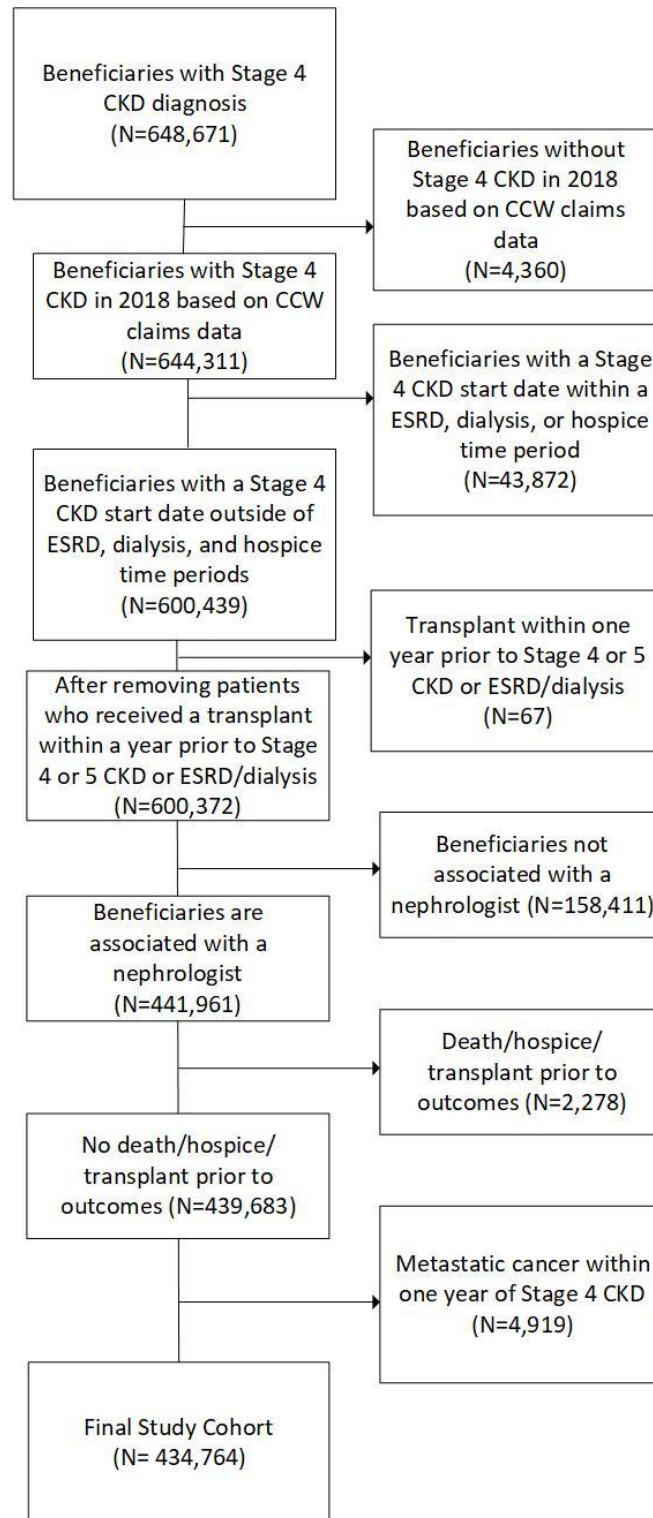 Beneficiaries with Stage 4
CKD diagnosis
(N=648,671)
Beneficiaries without
Stage 4 CKD in 2018
based on CCW claims
data
(N=4,360)
Beneficiaries with Stage 4
CKD in 2018 based on CCW
claims data
(N=644,311)
Beneficiaries with a Stage
4 CKD start date within a
ESRD, dialysis, or hospice
time period
(N=43,872)
Beneficiaries with a Stage 4
CKD start date outside of
ESRD, dialysis, and hospice
time periods
(N=600,439)
Transplant within one
year prior to Stage 4 or 5
CKD or ESRD/dialysis
(N=67)
After removing patients
who received a transplant
within a year prior to Stage
4 or 5 CKD or ESRD/dialysis
(N=600,372)
Beneficiaries not
associated with a
nephrologist (N=158,411)
Beneficiaries are
associated with a
nephrologist
(N=441,961)
Death/hospice/
transplant prior to
outcomes (N=2,278)
No death/hospice/
transplant prior to
outcomes (N=439,683)
Metastatic cancer within
one year of Stage 4 CKD
(N=4,919)
Final Study Cohort
(N= 434,764)